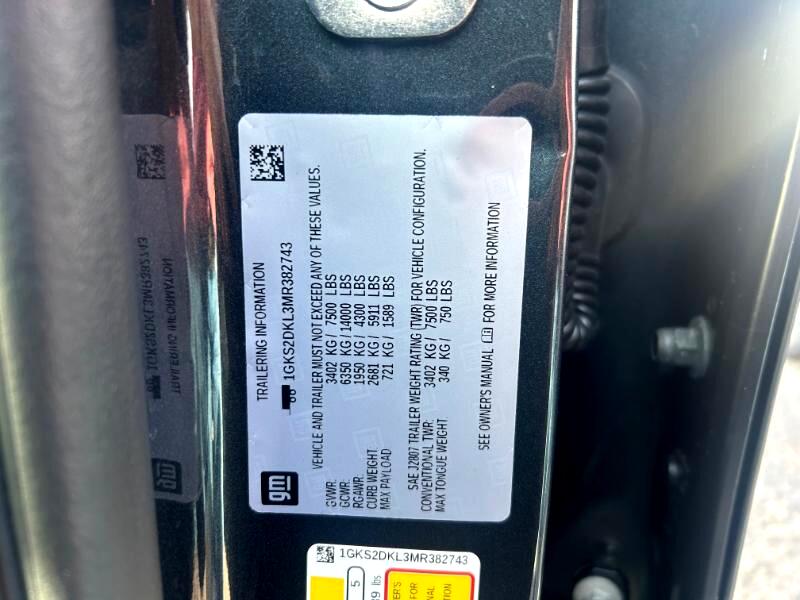 TRAILERING INFORMATION
1GKS2DKL3MR382743
VEHICLE AND TRAILER MUST NOT EXCEED ANY OF THESE VALUES.
GVWR: 3402 KG/ 7500 LBS
GCWR: 6350 KG/ 14000 LBS
RGAWR: 1950 KG/ 4300 LBS
CURB WEIGHT: 2681 KG/ 5911 LBS
MAX PAYLOAD 721 KG/ 1589 LBS
SAE J2807 TRAILER WEIGHT RATING (TWR) FOR VEHICLE CONFIGURATION.
CONVENTIONAL TWR: 3402 KG/ 7500 LBS
MAX TONGUE WEIGHT: 340 KG/ 750 LBS
SEE OWNER'S MANUAL FOR MORE INFORMATION
gm
1GKS2DKL3MR382743
5
lbs
FOR